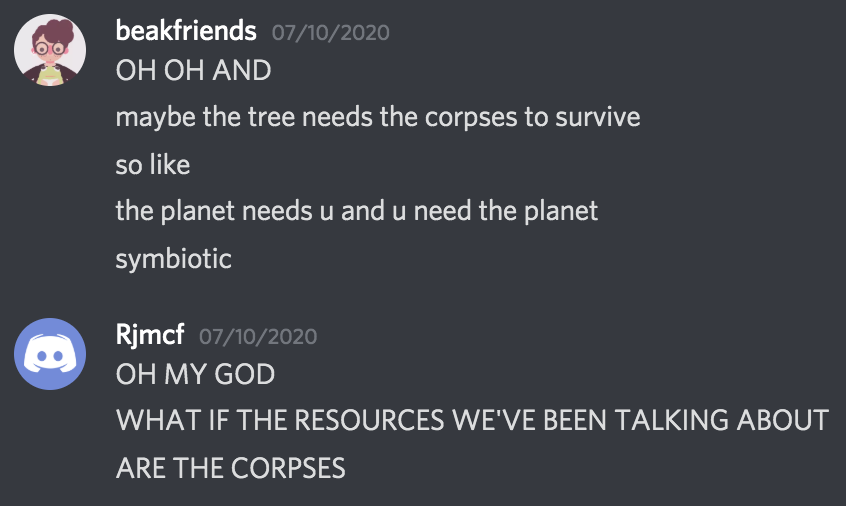 beakfriends 07/10/2020
OH OH AND
maybe the tree needs the corpses to survive
so like
the planet needs u and u need the planet
symbiotic
Rjmcf 07/10/2020
OH MY GOD
WHAT IF THE RESOURCES WE'VE BEEN TALKING ABOUT
ARE THE CORPSES